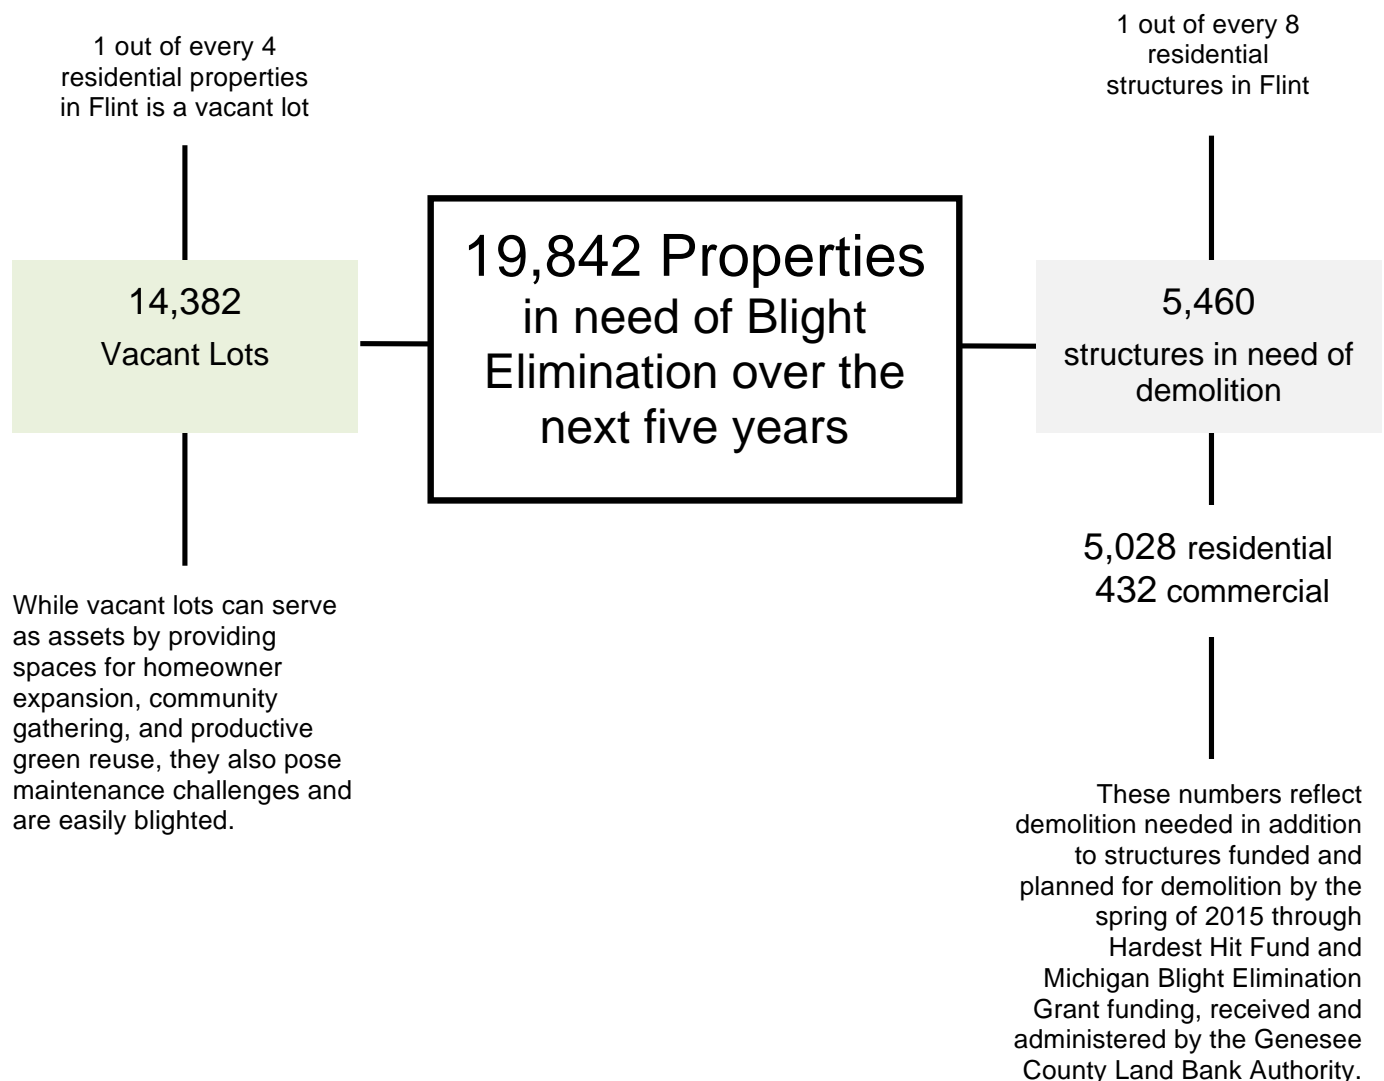 1 out of every 4
residential properties
in Flint is a vacant lot
14,382
Vacant Lots
While vacant lots can serve
as assets by providing
spaces for homeowner
expansion, community
gathering, and productive
green reuse, they also pose
maintenance challenges and
are easily blighted.
19,842 Properties
in need of Blight
Elimination over the
next five years
1 out of every 8
residential
structures in Flint
5,460
structures in need of
demolition
5,028 residential
432 commercial
These numbers reflect
demolition needed in addition
to structures funded and
planned for demolition by the
spring of 2015 through
Hardest Hit Fund and
Michigan Blight Elimination
Grant funding, received and
administered by the Genesee
County Land Bank Authority.